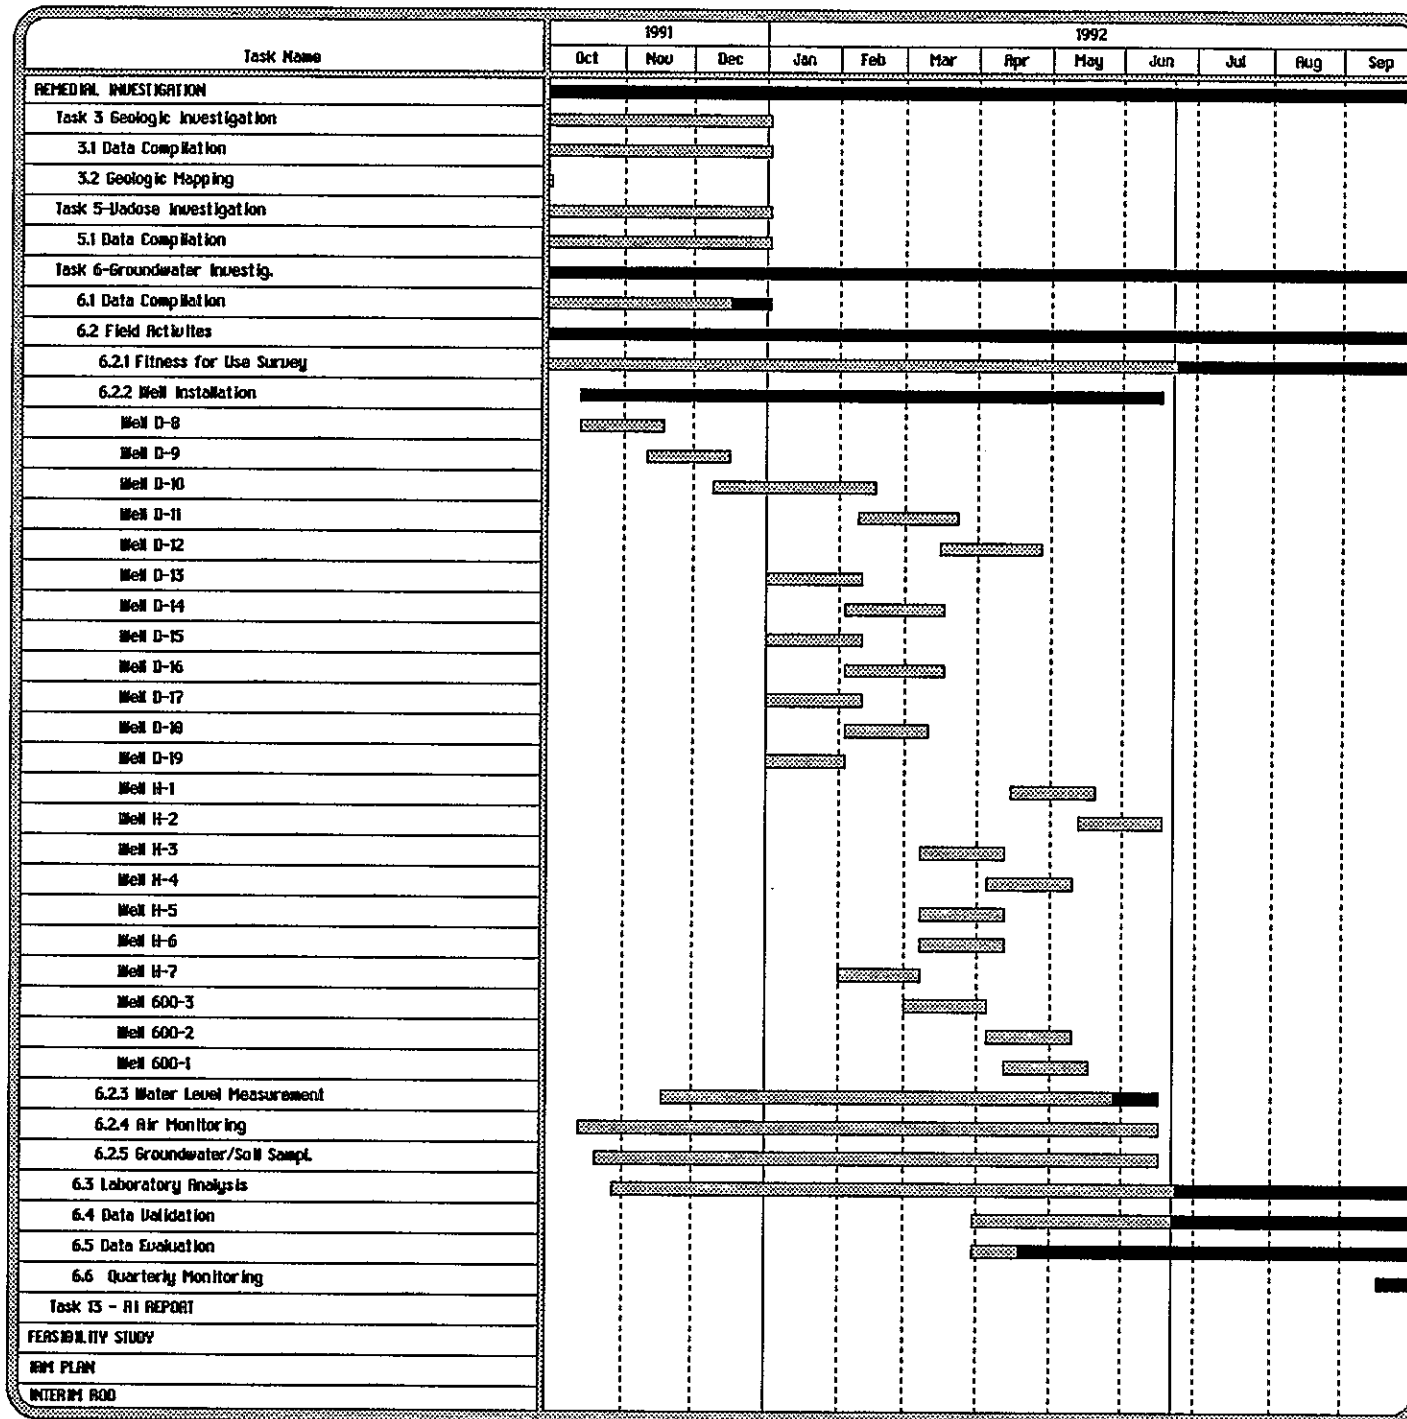 Task Name
1991
1992
Oct Nov Dec Jan Feb Mar Apr May Jun Jul Aug Sep
REMEDIAL INVESTIGATION
Task 3 Geologic Investigation
3.1 Data Compilation
3.2 Geologic Mapping
Task 5-Vadose Investigation
5.1 Data Compilation
Task 6-Groundwater Investig.
6.1 Data Compilation
6.2 Field Activites
6.2.1 Fitness for Use Survey
6.2.2 Well Installation
Well D-8
Well D-9
Well D-10
Well D-11
Well D-12
Well D-13
Well D-14
Well D-15
Well D-16
Well D-17
Well D-18
Well D-19
Well H-1
Well H-2
Well H-3
Well H-4
Well H-5
Well H-6
Well H-7
Well 600-3
Well 600-2
Well 600-1
6.2.3 Water Level Measurement
6.2.4 Air Monitoring
6.2.5 Groundwater/Soil Sampl.
6.3 Laboratory Analysis
6.4 Data Validation
6.5 Data Evaluation
6.6 Quarterly Monitoring
Task 13 - RI REPORT
FEASIBILITY STUDY
IRM PLAN
INTERIM ROD